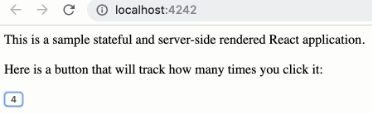 localhost:4242
This is a sample stateful and server-side rendered React application.
Here is a button that will track how many times you click it:
4